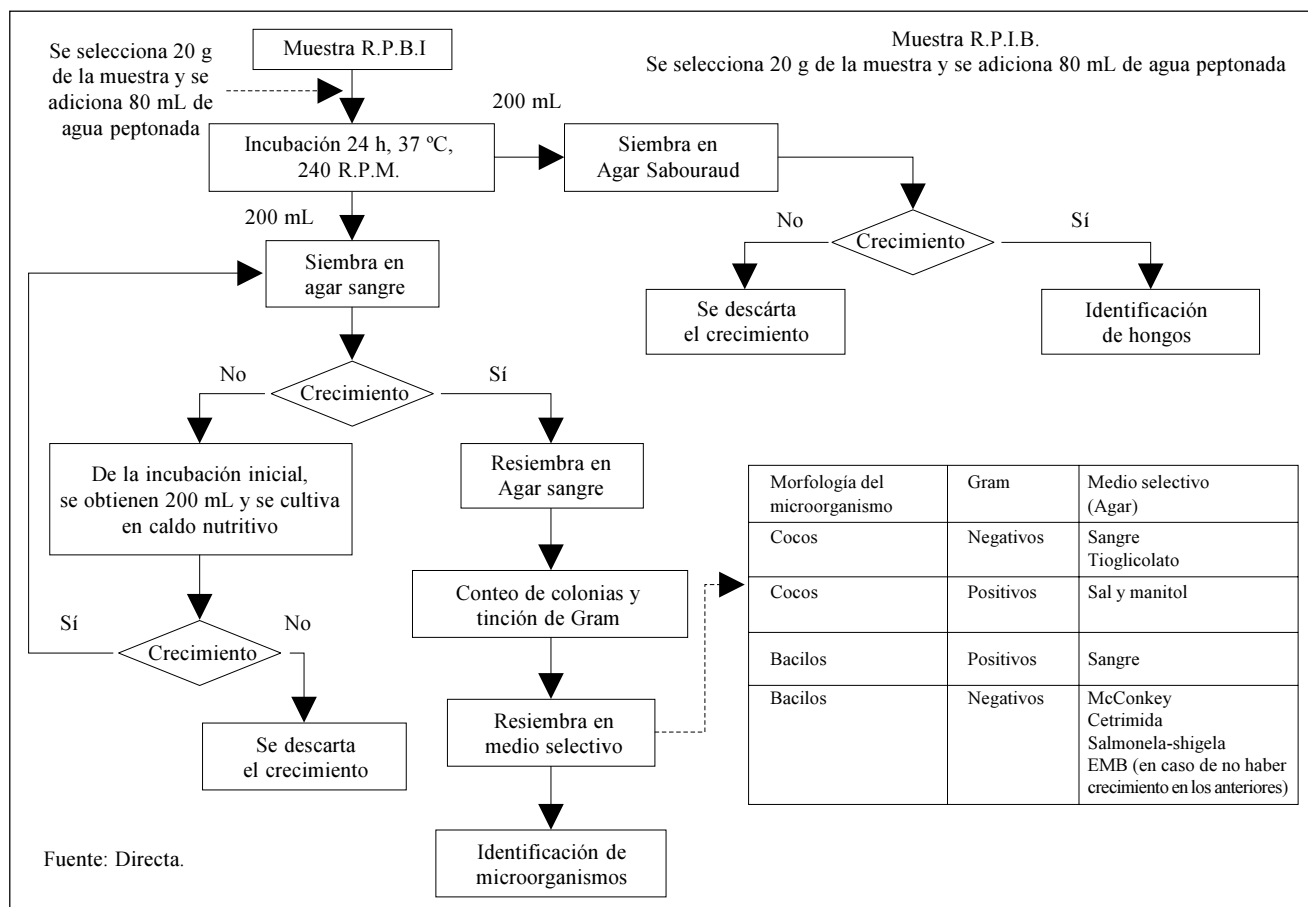 Muestra R.P.B.I
Se selecciona 20 g
de la muestra y se
adiciona 80 mL de
agua peptonada
Muestra R.P.I.B.
Se selecciona 20 g de la muestra y se adiciona 80 mL de agua peptonada
Incubación 24 h, 37 ºC,
240 R.P.M.
200 mL
Siembra en
Agar Sabouraud
No
Crecimiento
Sí
Se descárta
el crecimiento
Identificación
de hongos
200 mL
Siembra en
agar sangre
No
Crecimiento
Sí
De la incubación inicial,
se obtienen 200 mL y se cultiva
en caldo nutritivo
Sí
Crecimiento
No
Se descarta
el crecimiento
Resiembra en
Agar sangre
Conteo de colonias y
tinción de Gram
Resiembra en
medio selectivo
Identificación de
microorganismos
Morfología del
microorganismo
Gram
Medio selectivo
(Agar)
Cocos
Negativos
Sangre
Tioglicolato
Cocos
Positivos
Sal y manitol
Bacilos
Positivos
Sangre
Bacilos
Negativos
McConkey
Cetrimida
Salmonela-shigela
EMB (en caso de no haber
crecimiento en los anteriores)
Fuente: Directa.